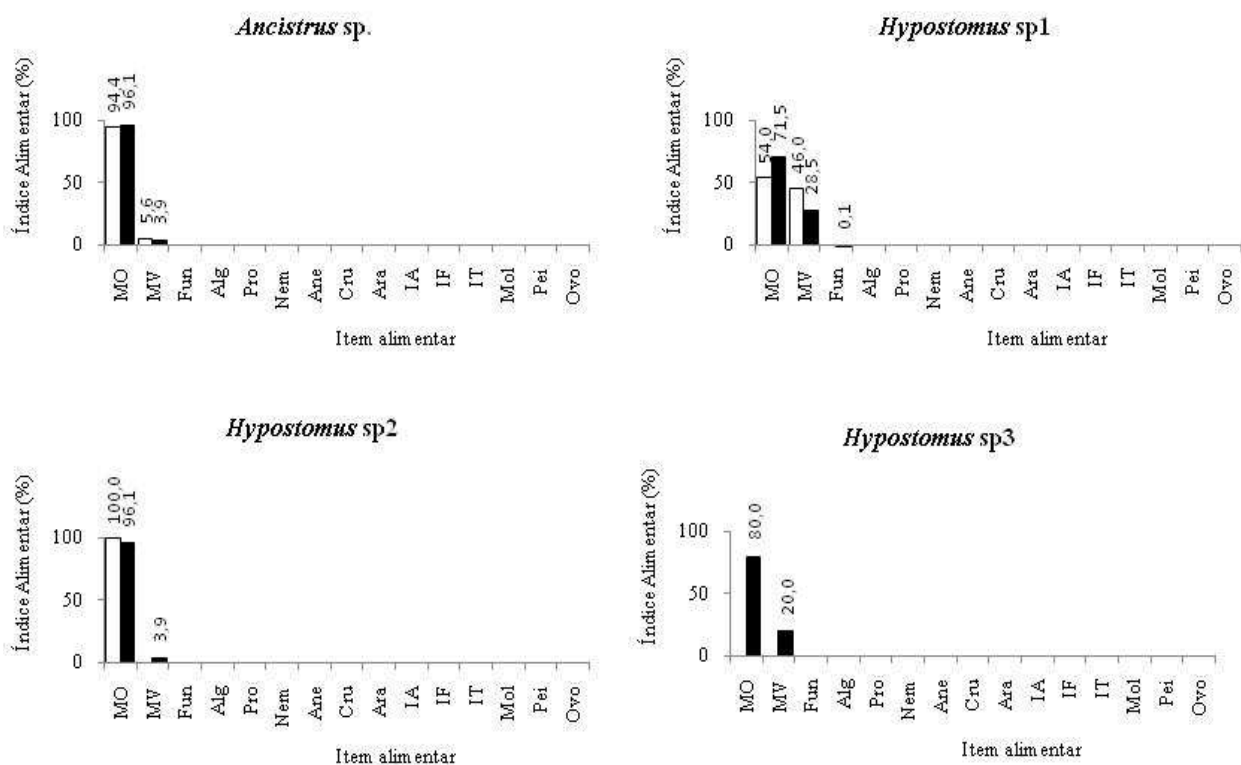 Ancistrus sp.
Índice Alimentar (%)
100
50
0
94,4
96,1
5,6
3,9
MO MV Fun Alg Pro Nem Ane Cru Ara IA IF IT Mol Pei Ovo
Item alimentar
Hypostomus sp1
Índice Alimentar (%)
100
50
0
54,0
71,5
46,0
28,5
0,1
MO MV Fun Alg Pro Nem Ane Cru Ara IA IF IT Mol Pei Ovo
Item alimentar
Hypostomus sp2
Índice Alimentar (%)
100
50
0
100,0
96,1
3,9
MO MV Fun Alg Pro Nem Ane Cru Ara IA IF IT Mol Pei Ovo
Item alimentar
Hypostomus sp3
Índice Alimentar (%)
100
50
0
80,0
20,0
MO MV Fun Alg Pro Nem Ane Cru Ara IA IF IT Mol Pei Ovo
Item alimentar